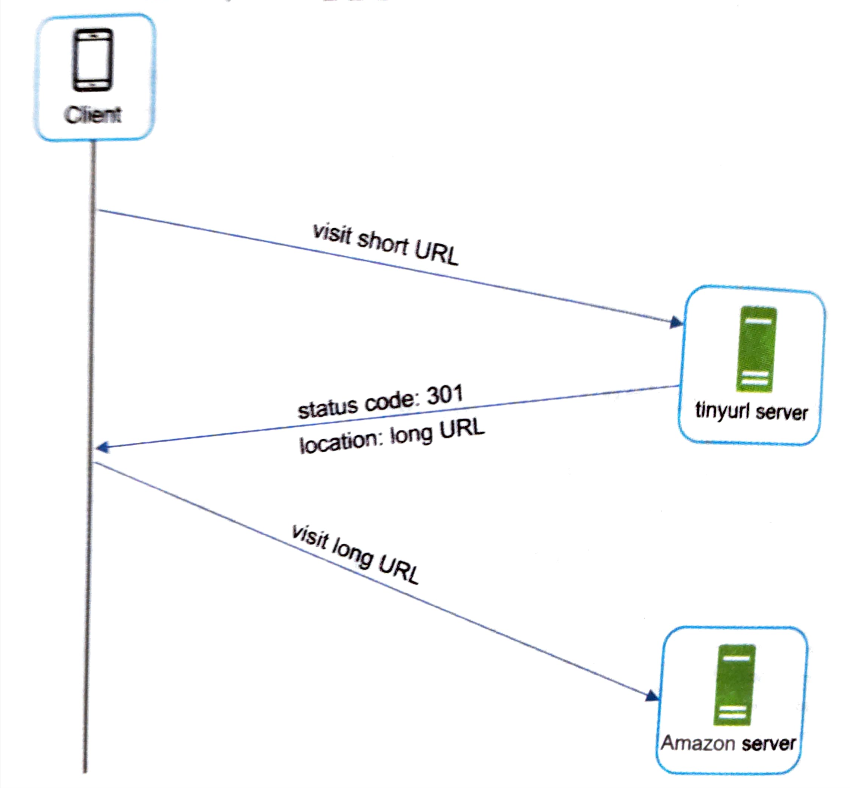 Client
visit short URL
status code: 301
location: long URL
tinyurl server
visit long URL
Amazon server